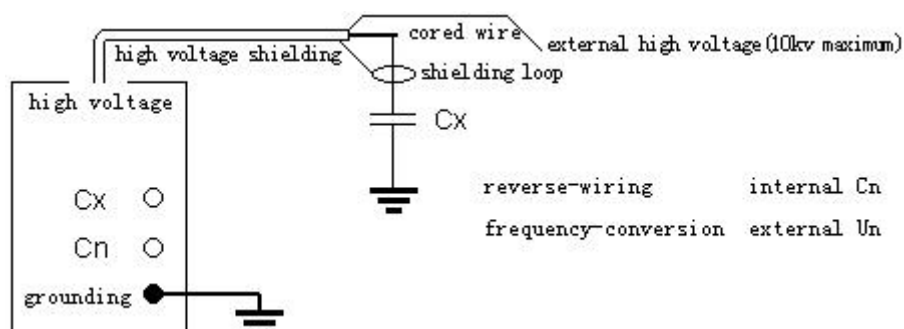 cored wire
external high voltage(10kv maximum)
high voltage shielding
shielding loop
high voltage
Cx
Cx
reverse-wiring internal Cn
Cn
frequency-conversion external Un
grounding